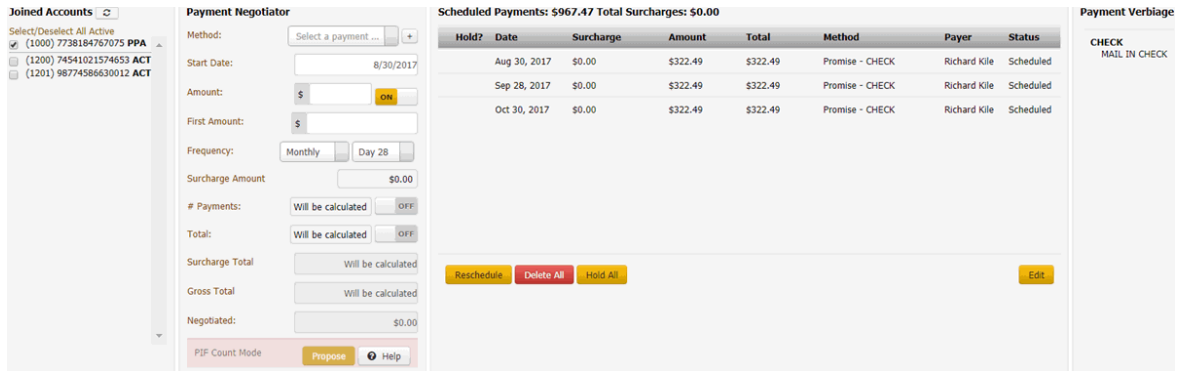 Joined Accounts
Select/Deselect All Active
(1000) 7738184767075 PPA
(1200) 74541021574653 ACT
(1201) 98774586630012 ACT
Payment Negotiator
Method: Select a payment ... +
Start Date: 8/30/2017
Amount: $ ON
First Amount: $
Frequency: Monthly Day 28
Surcharge Amount $0.00
# Payments: Will be calculated OFF
Total: Will be calculated OFF
Surcharge Total Will be calculated
Gross Total Will be calculated
Negotiated: $0.00
PIF Count Mode Propose ? Help
Scheduled Payments: $967.47 Total Surcharges: $0.00
Hold? Date Surcharge Amount Total Method Payer Status
Aug 30, 2017 $0.00 $322.49 $322.49 Promise - CHECK Richard Kile Scheduled
Sep 28, 2017 $0.00 $322.49 $322.49 Promise - CHECK Richard Kile Scheduled
Oct 30, 2017 $0.00 $322.49 $322.49 Promise - CHECK Richard Kile Scheduled
Reschedule Delete All Hold All Edit
Payment Verbiage
CHECK
MAIL IN CHECK